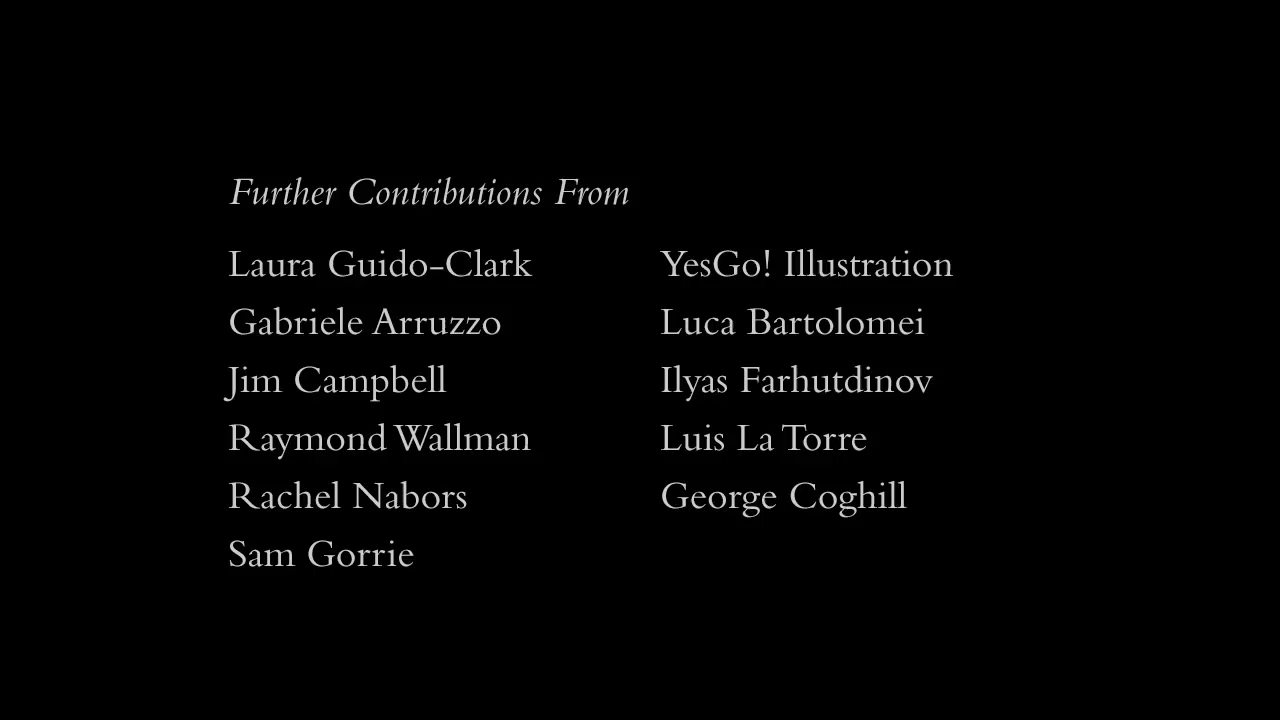 Further Contributions From
Laura Guido-Clark
Gabriele Arruzzo
Jim Campbell
Raymond Wallman
Rachel Nabors
Sam Gorrie
YesGo! Illustration
Luca Bartolomei
Ilyas Farhutdinov
Luis La Torre
George Coghill